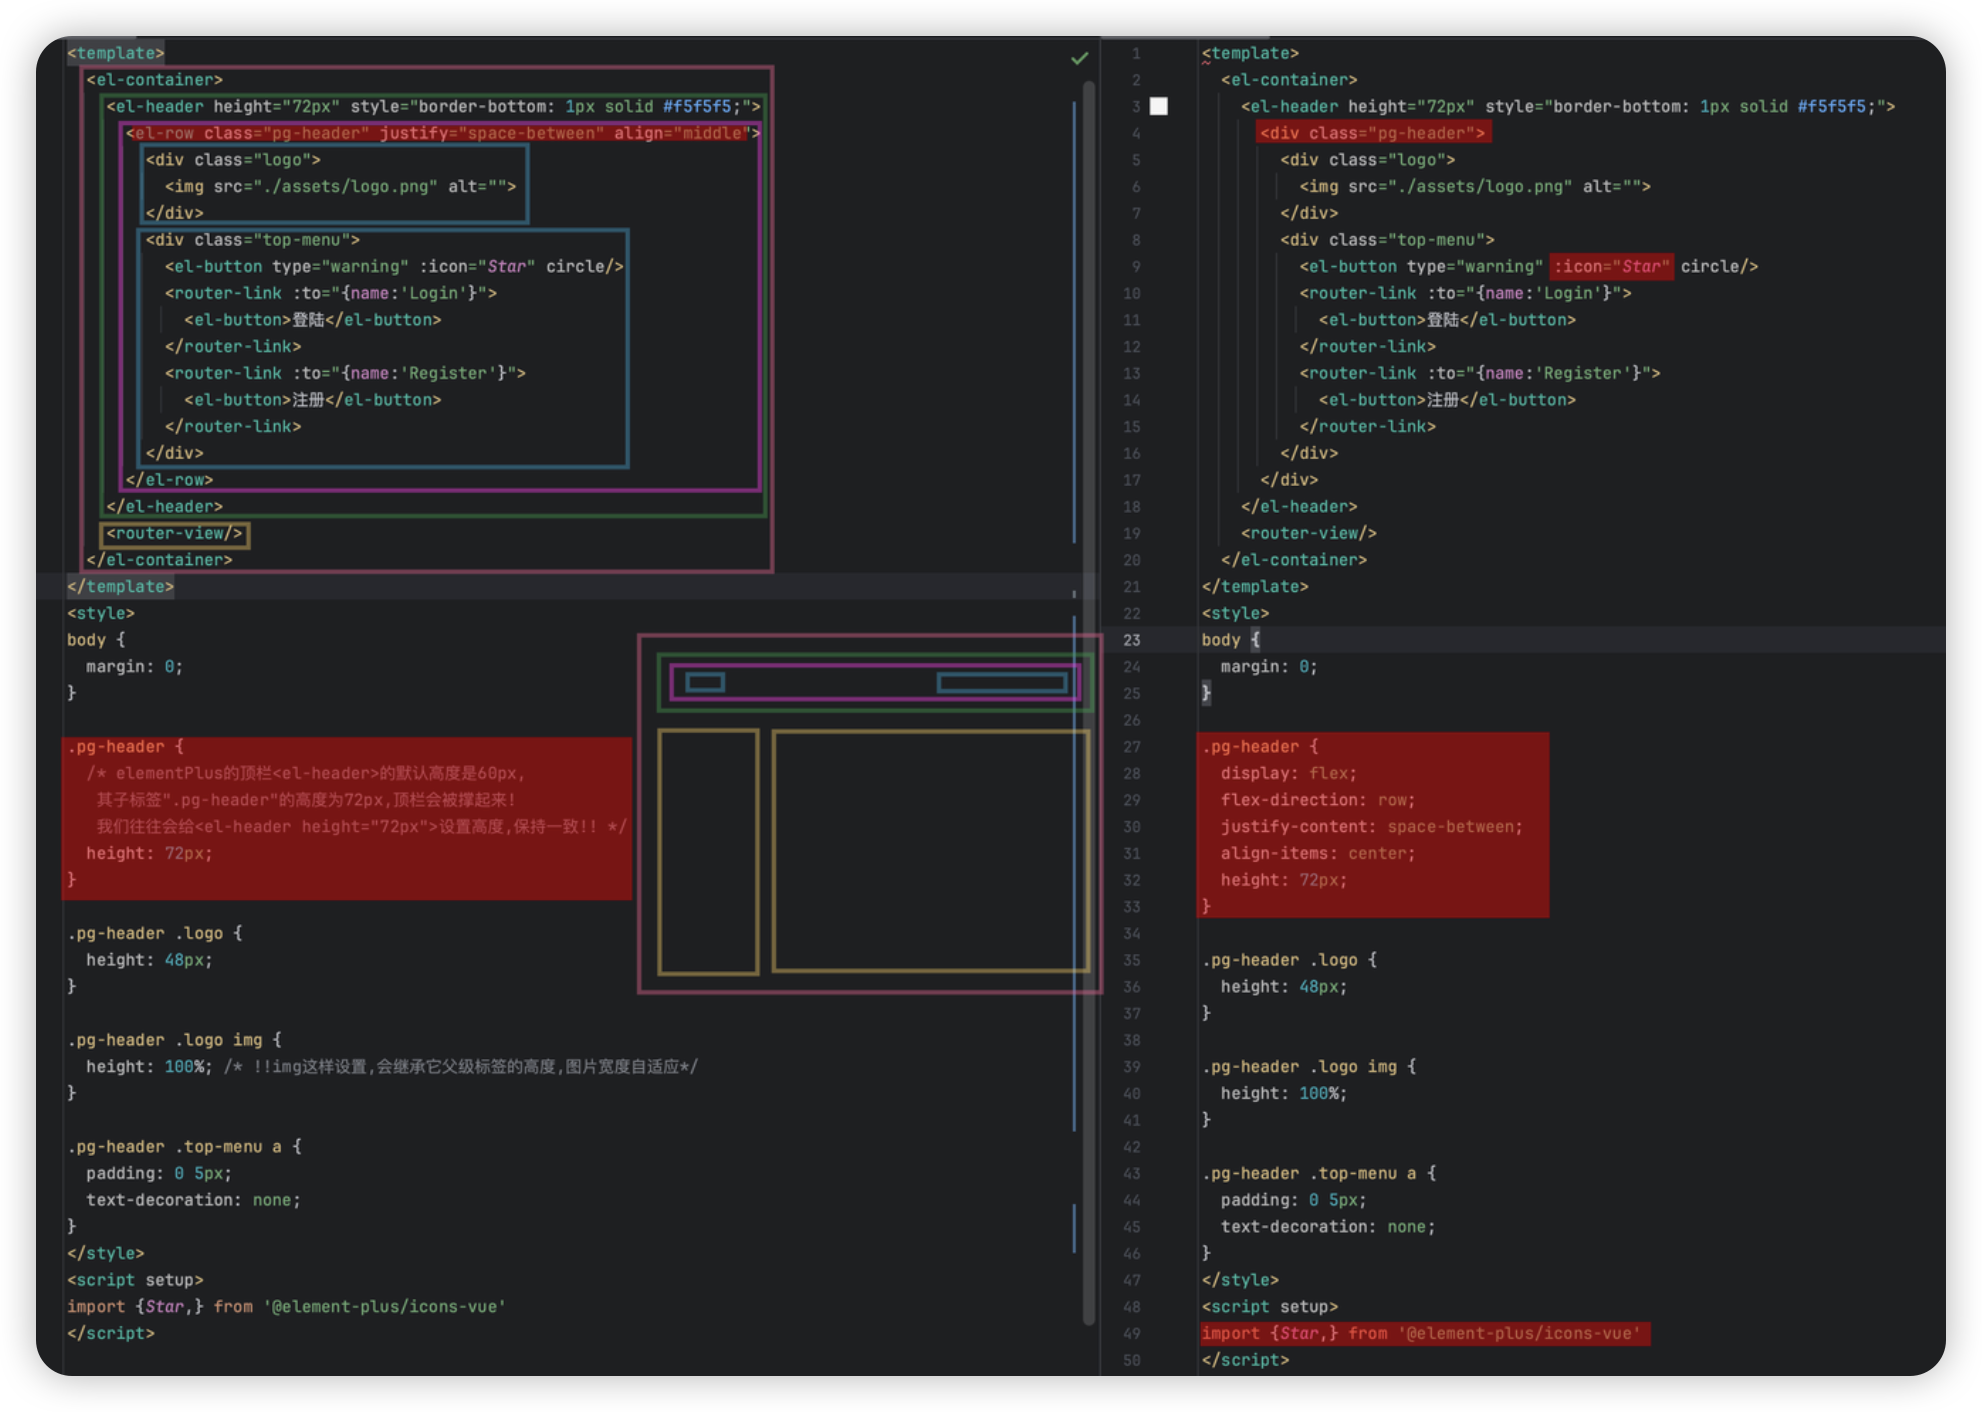 <template>
  <el-container>
    <el-header height="72px" style="border-bottom: 1px solid #f5f5f5;">
      <el-row class="pg-header" justify="space-between" align="middle">
        <div class="logo">
          <img src="./assets/logo.png" alt="">
        </div>
        <div class="top-menu">
          <el-button type="warning" :icon="Star" circle/>
          <router-link :to="{name:'Login'}">
            <el-button>登陆</el-button>
          </router-link>
          <router-link :to="{name:'Register'}">
            <el-button>注册</el-button>
          </router-link>
        </div>
      </el-row>
    </el-header>
    <router-view/>
  </el-container>
</template>
<style>
body {
  margin: 0;
}
.pg-header {
  /* elementPlus的顶栏<el-header>的默认高度是60px,
   其子标签".pg-header"的高度为72px,顶栏会被撑起来!
   我们往往会给<el-header height="72px">设置高度,保持一致!! */
  height: 72px;
}
.pg-header .logo {
  height: 48px;
}
.pg-header .logo img {
  height: 100%; /* !!img这样设置,会继承它父级标签的高度,图片宽度自适应*/
}
.pg-header .top-menu a {
  padding: 0 5px;
  text-decoration: none;
}
</style>
<script setup>
import {Star,} from '@element-plus/icons-vue'
</script>
1 <template>
2   <el-container>
3     <el-header height="72px" style="border-bottom: 1px solid #f5f5f5;">
4       <div class="pg-header">
5         <div class="logo">
6           <img src="./assets/logo.png" alt="">
7         </div>
8         <div class="top-menu">
9           <el-button type="warning" :icon="Star" circle/>
10           <router-link :to="{name:'Login'}">
11             <el-button>登陆</el-button>
12           </router-link>
13           <router-link :to="{name:'Register'}">
14             <el-button>注册</el-button>
15           </router-link>
16         </div>
17       </div>
18     </el-header>
19     <router-view/>
20   </el-container>
21 </template>
22 <style>
23 body {
24   margin: 0;
25 }
26
27 .pg-header {
28   display: flex;
29   flex-direction: row;
30   justify-content: space-between;
31   align-items: center;
32   height: 72px;
33 }
34
35 .pg-header .logo {
36   height: 48px;
37 }
38
39 .pg-header .logo img {
40   height: 100%;
41 }
42
43 .pg-header .top-menu a {
44   padding: 0 5px;
45   text-decoration: none;
46 }
47 </style>
48 <script setup>
49 import {Star,} from '@element-plus/icons-vue'
50 </script>